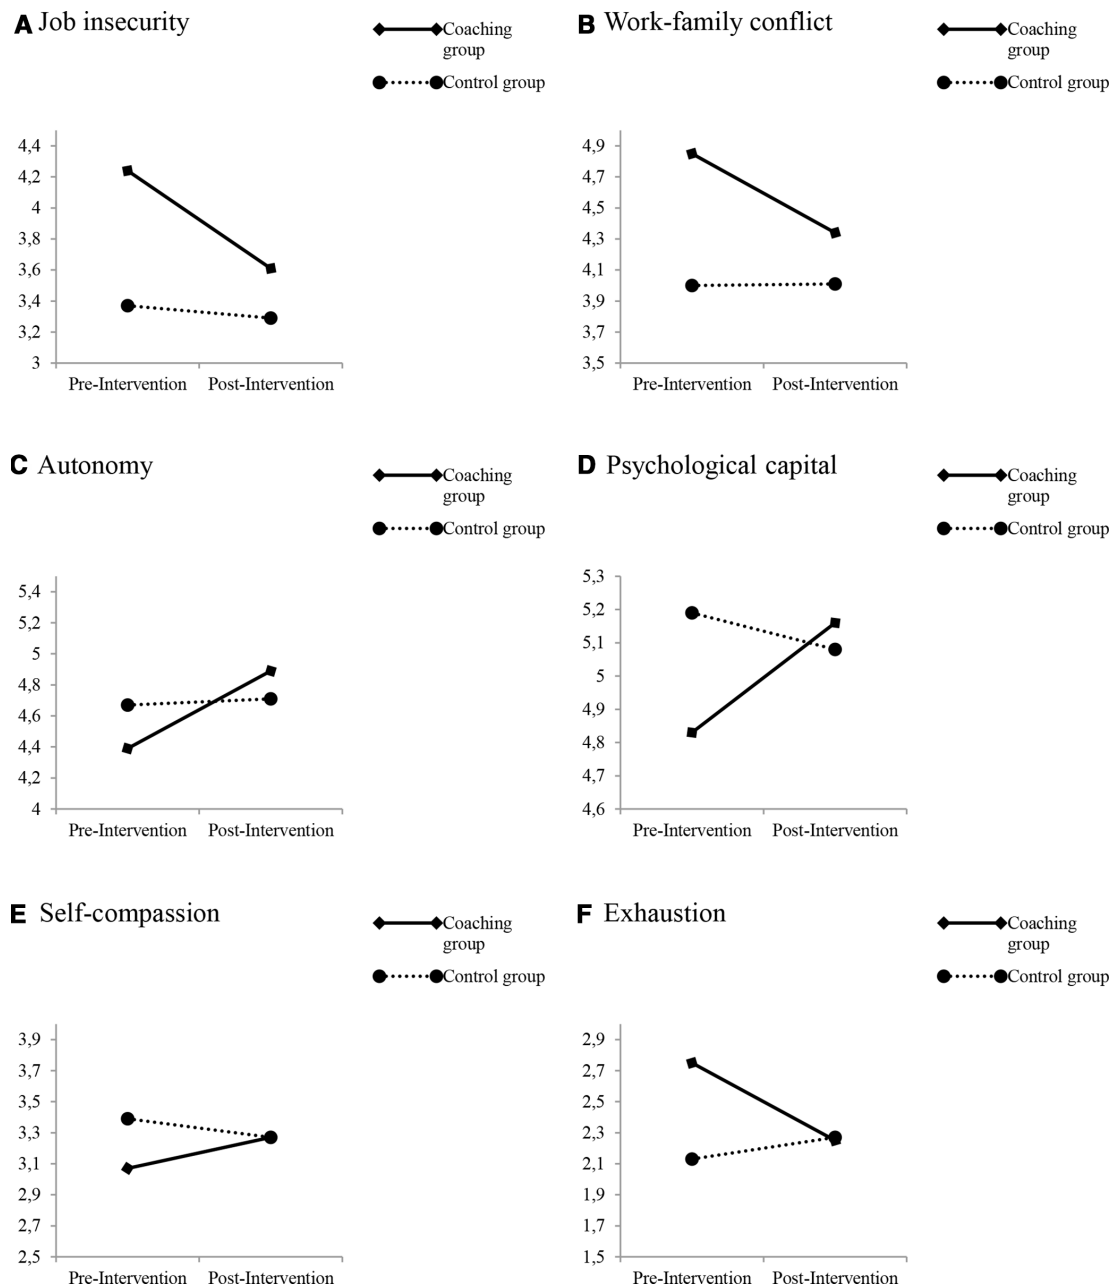 A Job insecurity
Coaching
group
Control group
4,4
4,2
4
3,8
3,6
3,4
3,2
3
Pre-Intervention Post-Intervention
B Work-family conflict
Coaching
group
Control group
4,9
4,7
4,5
4,3
4,1
3,9
3,7
3,5
Pre-Intervention Post-Intervention
C Autonomy
Coaching
group
Control group
5,4
5,2
5
4,8
4,6
4,4
4,2
4
Pre-Intervention Post-Intervention
D Psychological capital
Coaching
group
Control group
5,3
5,2
5,1
5
4,9
4,8
4,7
4,6
Pre-Intervention Post-Intervention
E Self-compassion
Coaching
group
Control group
3,9
3,7
3,5
3,3
3,1
2,9
2,7
2,5
Pre-Intervention Post-Intervention
F Exhaustion
Coaching
group
Control group
2,9
2,7
2,5
2,3
2,1
1,9
1,7
1,5
Pre-Intervention Post-Intervention